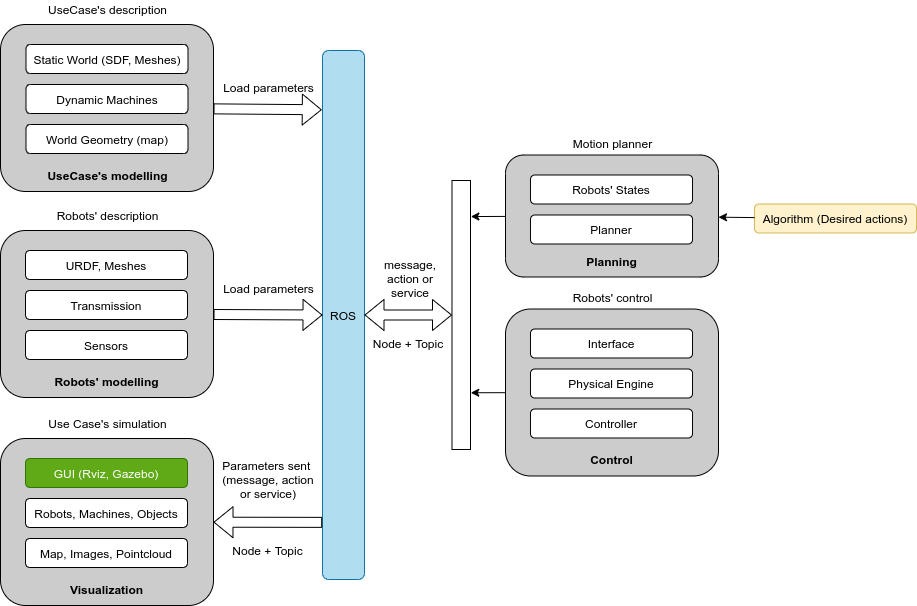 UseCase's description
Static World (SDF, Meshes)
Dynamic Machines
World Geometry (map)
UseCase's modelling
Load parameters
Robots' description
URDF, Meshes
Transmission
Sensors
Robots' modelling
Load parameters
Use Case's simulation
GUI (Rviz, Gazebo)
Robots, Machines, Objects
Map, Images, Pointcloud
Visualization
Parameters sent
(message, action
or service)
Node + Topic
ROS
message,
action or
service
Node + Topic
Motion planner
Robots' States
Planner
Planning
Algorithm (Desired actions)
Robots' control
Interface
Physical Engine
Controller
Control